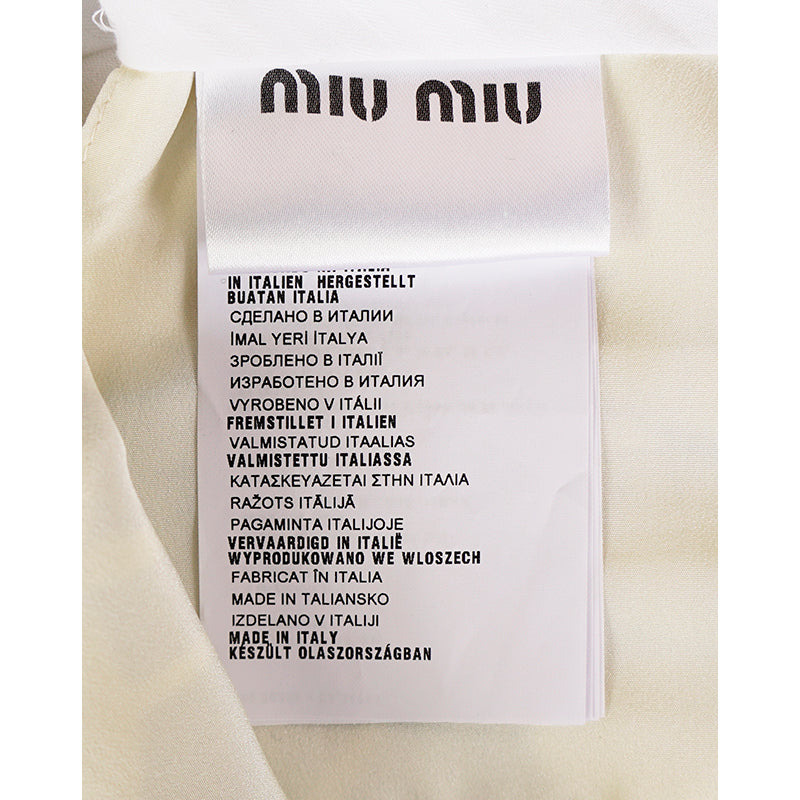 miu miu
IN ITALIEN HERGESTELLT
BUATAN ITALIA
СДЕЛАНО В ИТАЛИИ
İMAL YERİ İTALYA
ЗРОБЛЕНО В ІТАЛІЇ
ИЗРАБОТЕНО В ИТАЛИЯ
VYROBENO V ITÁLII
FREMSTILLET I ITALIEN
VALMISTATUD ITAALIAS
VALMISTETTU ITALIASSA
ΚΑΤΑΣΚΕΥΑΖΕΤΑΙ ΣΤΗΝ ΙΤΑΛΙΑ
RAŽOTS ITĀLIJĀ
PAGAMINTA ITALIJOJE
VERVAARDIGD IN ITALIË
WYPRODUKOWANO WE WLOSZECH
FABRICAT ÎN ITALIA
MADE IN TALIANSKO
IZDELANO V ITALIJI
MADE IN ITALY
KÉSZÜLT OLASZORSZÁGBAN